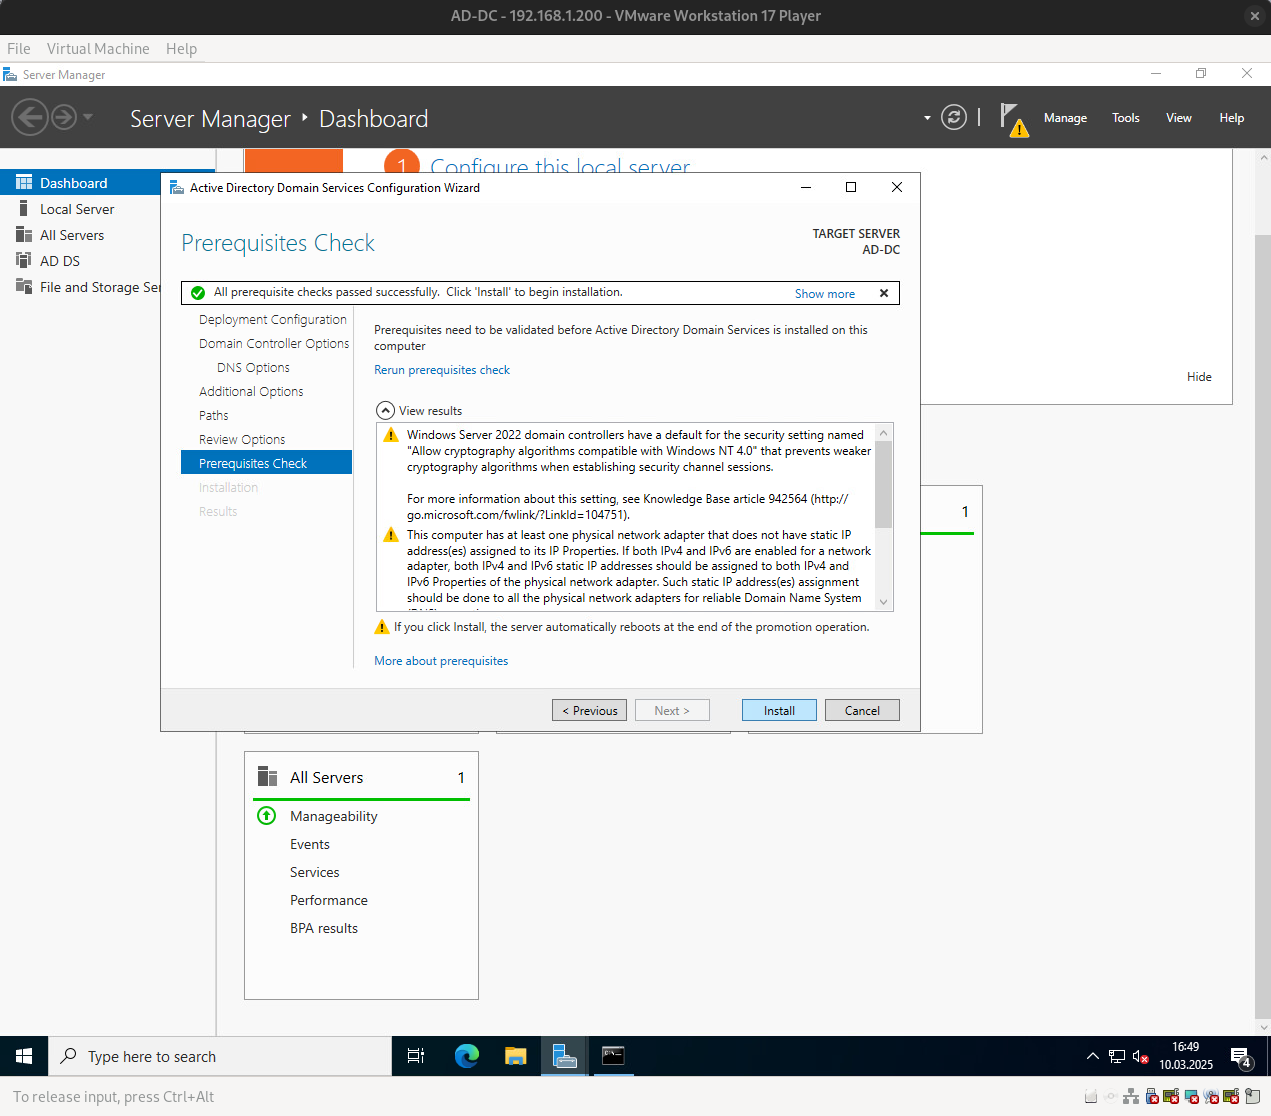 AD-DC - 192.168.1.200 - VMware Workstation 17 Player
File Virtual Machine Help
Server Manager
Server Manager • Dashboard
Manage Tools View Help
1 Configure this local server
Dashboard
Local Server
All Servers
AD DS
File and Storage Ser
Active Directory Domain Services Configuration Wizard
Prerequisites Check
TARGET SERVER
AD-DC
All prerequisite checks passed successfully. Click 'Install' to begin installation.
Show more
Deployment Configuration
Domain Controller Options
DNS Options
Additional Options
Paths
Review Options
Prerequisites Check
Installation
Results
Prerequisites need to be validated before Active Directory Domain Services is installed on this
computer
Rerun prerequisites check
View results
Windows Server 2022 domain controllers have a default for the security setting named
"Allow cryptography algorithms compatible with Windows NT 4.0" that prevents weaker
cryptography algorithms when establishing security channel sessions.
For more information about this setting, see Knowledge Base article 942564 (http://
go.microsoft.com/fwlink/?LinkId=104751).
This computer has at least one physical network adapter that does not have static IP
address(es) assigned to its IP Properties. If both IPv4 and IPv6 are enabled for a network
adapter, both IPv4 and IPv6 static IP addresses should be assigned to both IPv4 and
IPv6 Properties of the physical network adapter. Such static IP address(es) assignment
should be done to all the physical network adapters for reliable Domain Name System
If you click Install, the server automatically reboots at the end of the promotion operation.
More about prerequisites
< Previous Next > Install Cancel
Hide
1
All Servers 1
Manageability
Events
Services
Performance
BPA results
Type here to search
16:49
10.03.2025
4
To release input, press Ctrl+Alt